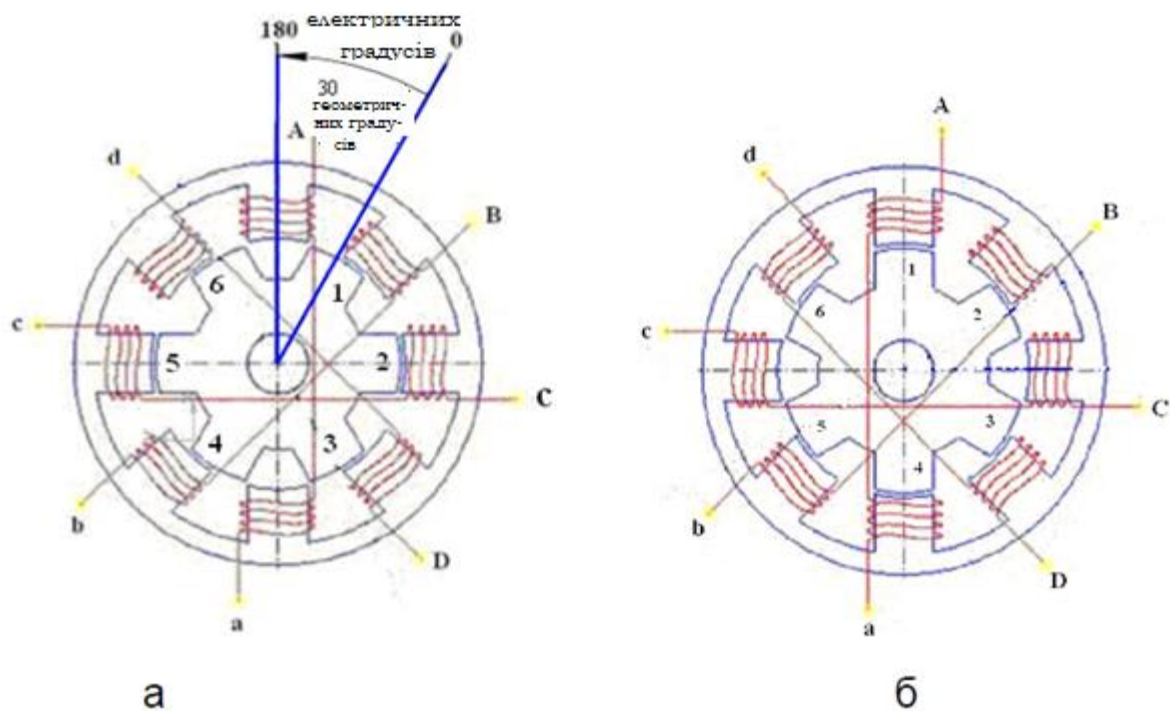 електричних
180
градусів
0
30
геометрич-
них граду-
сів
A
d
B
6
1
c
5
2
C
4
3
b
D
a
A
d
B
1
6
2
c
5
3
C
4
b
D
a
а
б